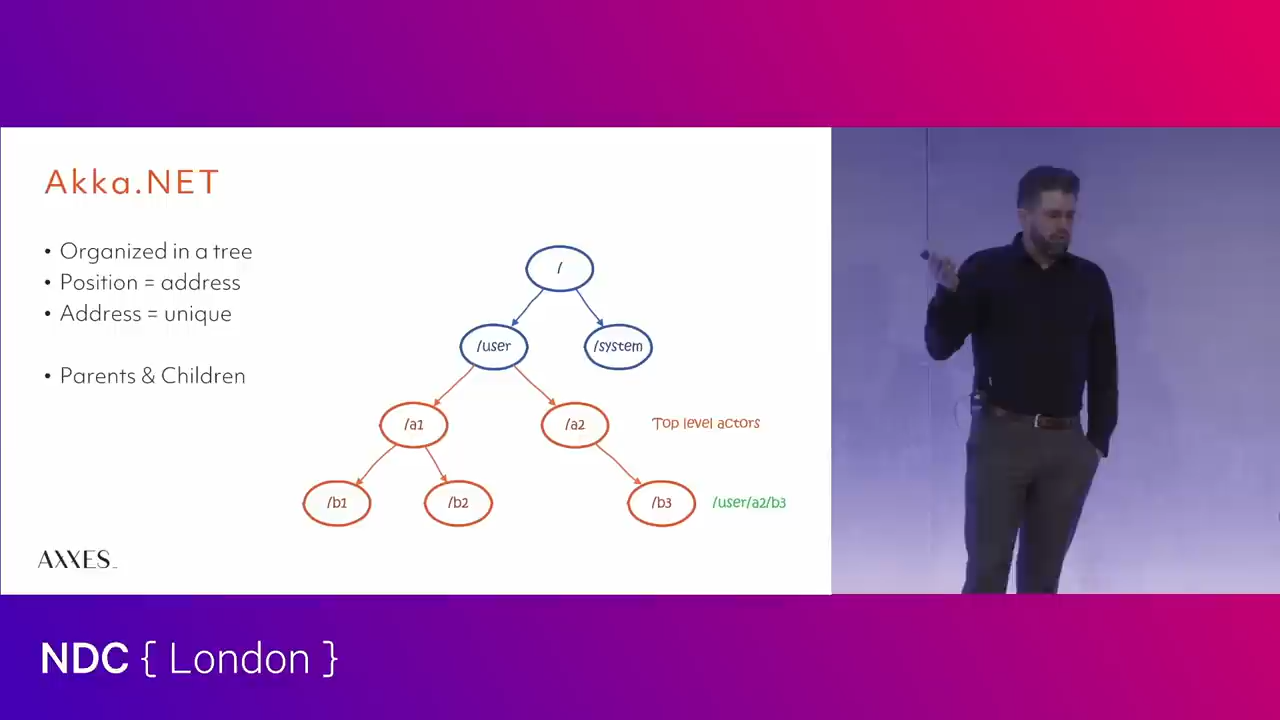 Akka.NET
• Organized in a tree
• Position = address
• Address = unique
• Parents & Children
/
/user
/system
/a1
/a2
Top level actors
/b1
/b2
/b3
/user/a2/b3
AXXES_
NDC { London }